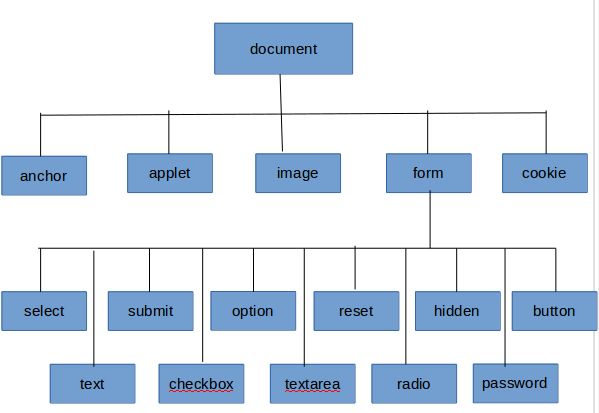 document
anchor
applet
image
form
cookie
select
submit
option
reset
hidden
button
text
checkbox
textarea
radio
password